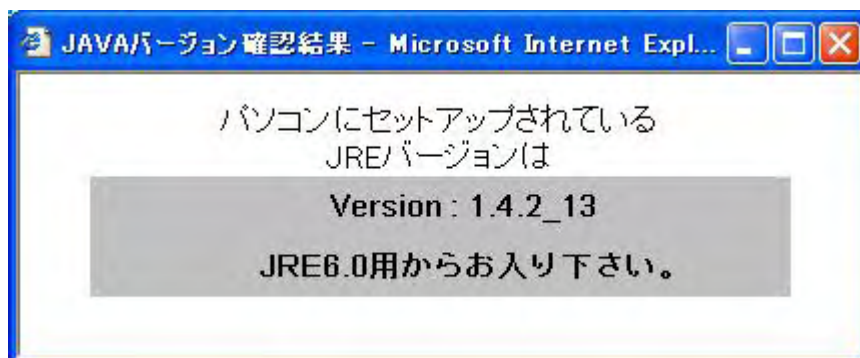 JAVAバージョン確認結果 - Microsoft Internet Expl...
パソコンにセットアップされている
JREバージョンは
Version : 1.4.2_13
JRE6.0用からお入り下さい。